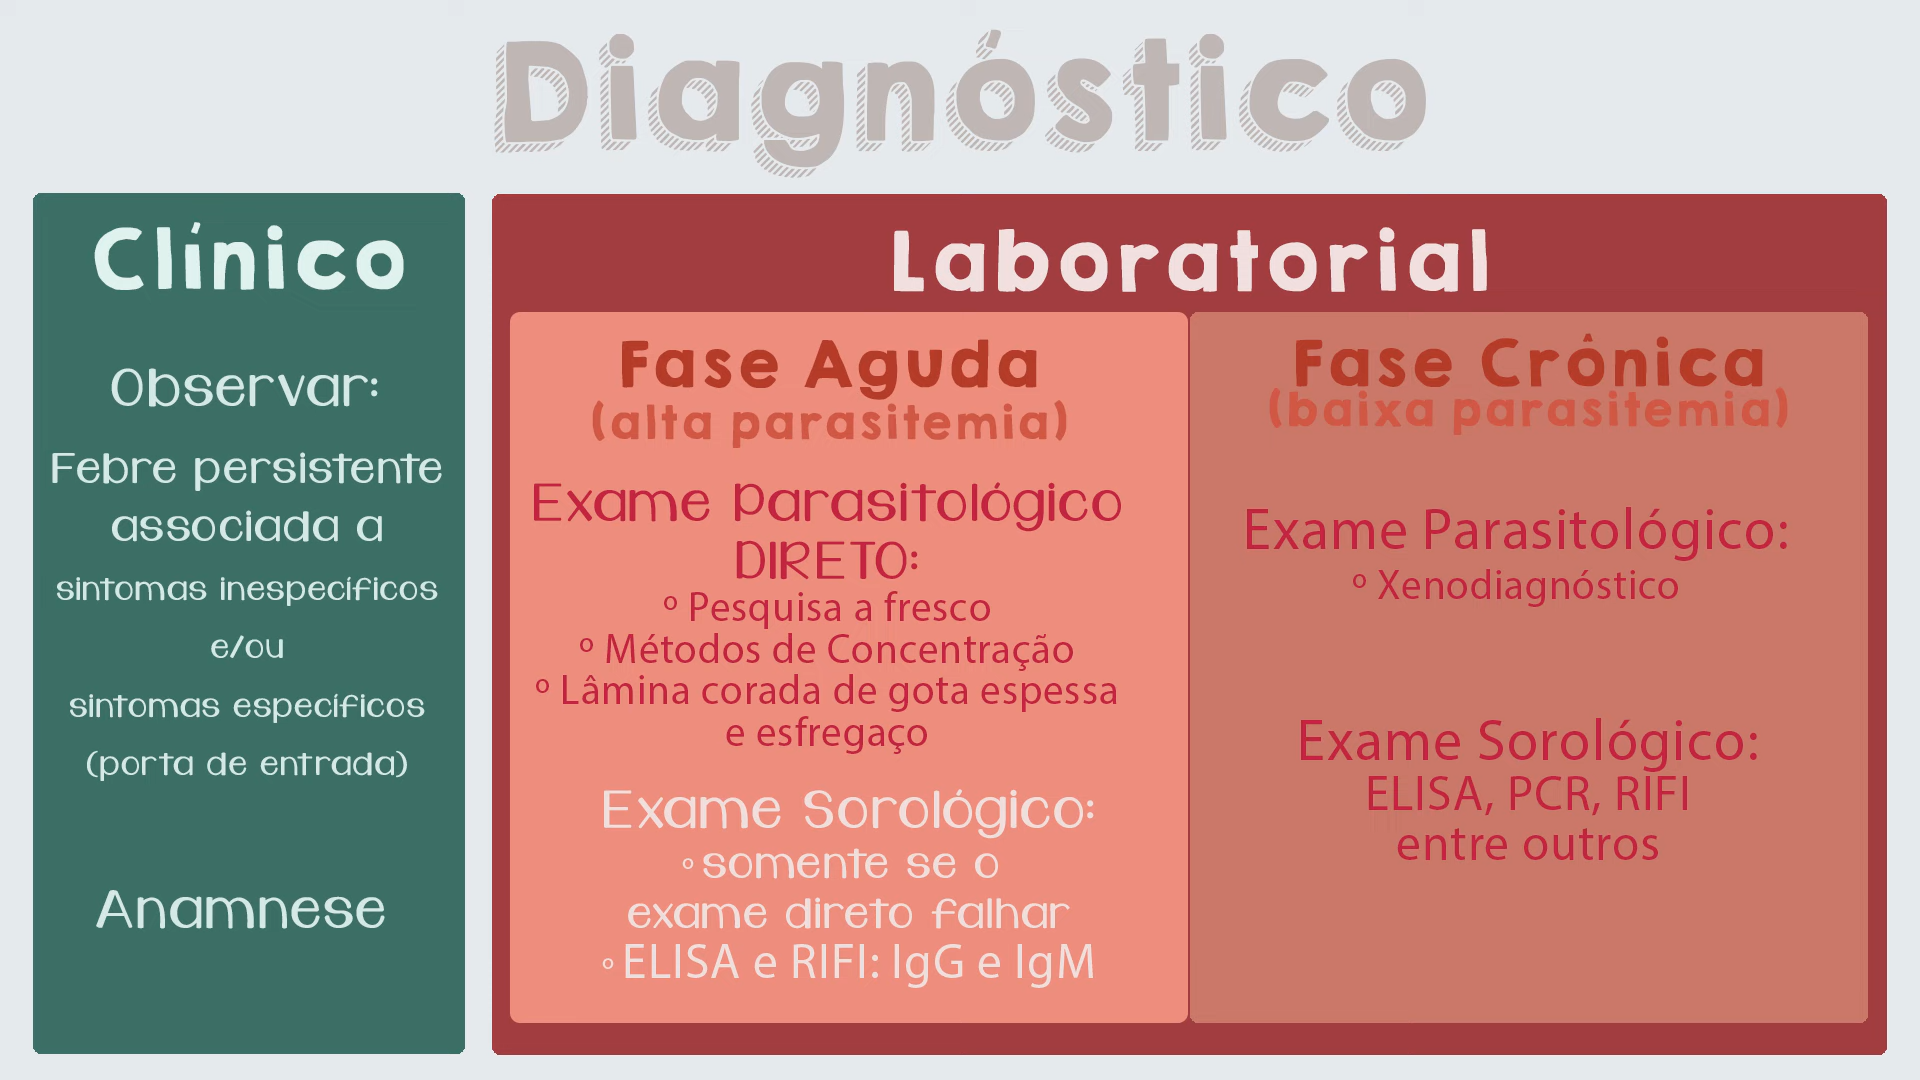 Diagnóstico
Clínico
Observar:
Febre persistente
associada a
sintomas inespecíficos
e/ou
sintomas específicos
(porta de entrada)
Anamnese
Laboratorial
Fase Aguda
(alta parasitemia)
Exame Parasitológico
DIRETO:
º Pesquisa a fresco
º Métodos de Concentração
º Lâmina corada de gota espessa
e esfregaço
Exame Sorológico:
º somente se o
exame direto falhar
º ELISA e RIFI: IgG e IgM
Fase Crônica
(baixa parasitemia)
Exame Parasitológico:
º Xenodiagnóstico
Exame Sorológico:
ELISA, PCR, RIFI
entre outros